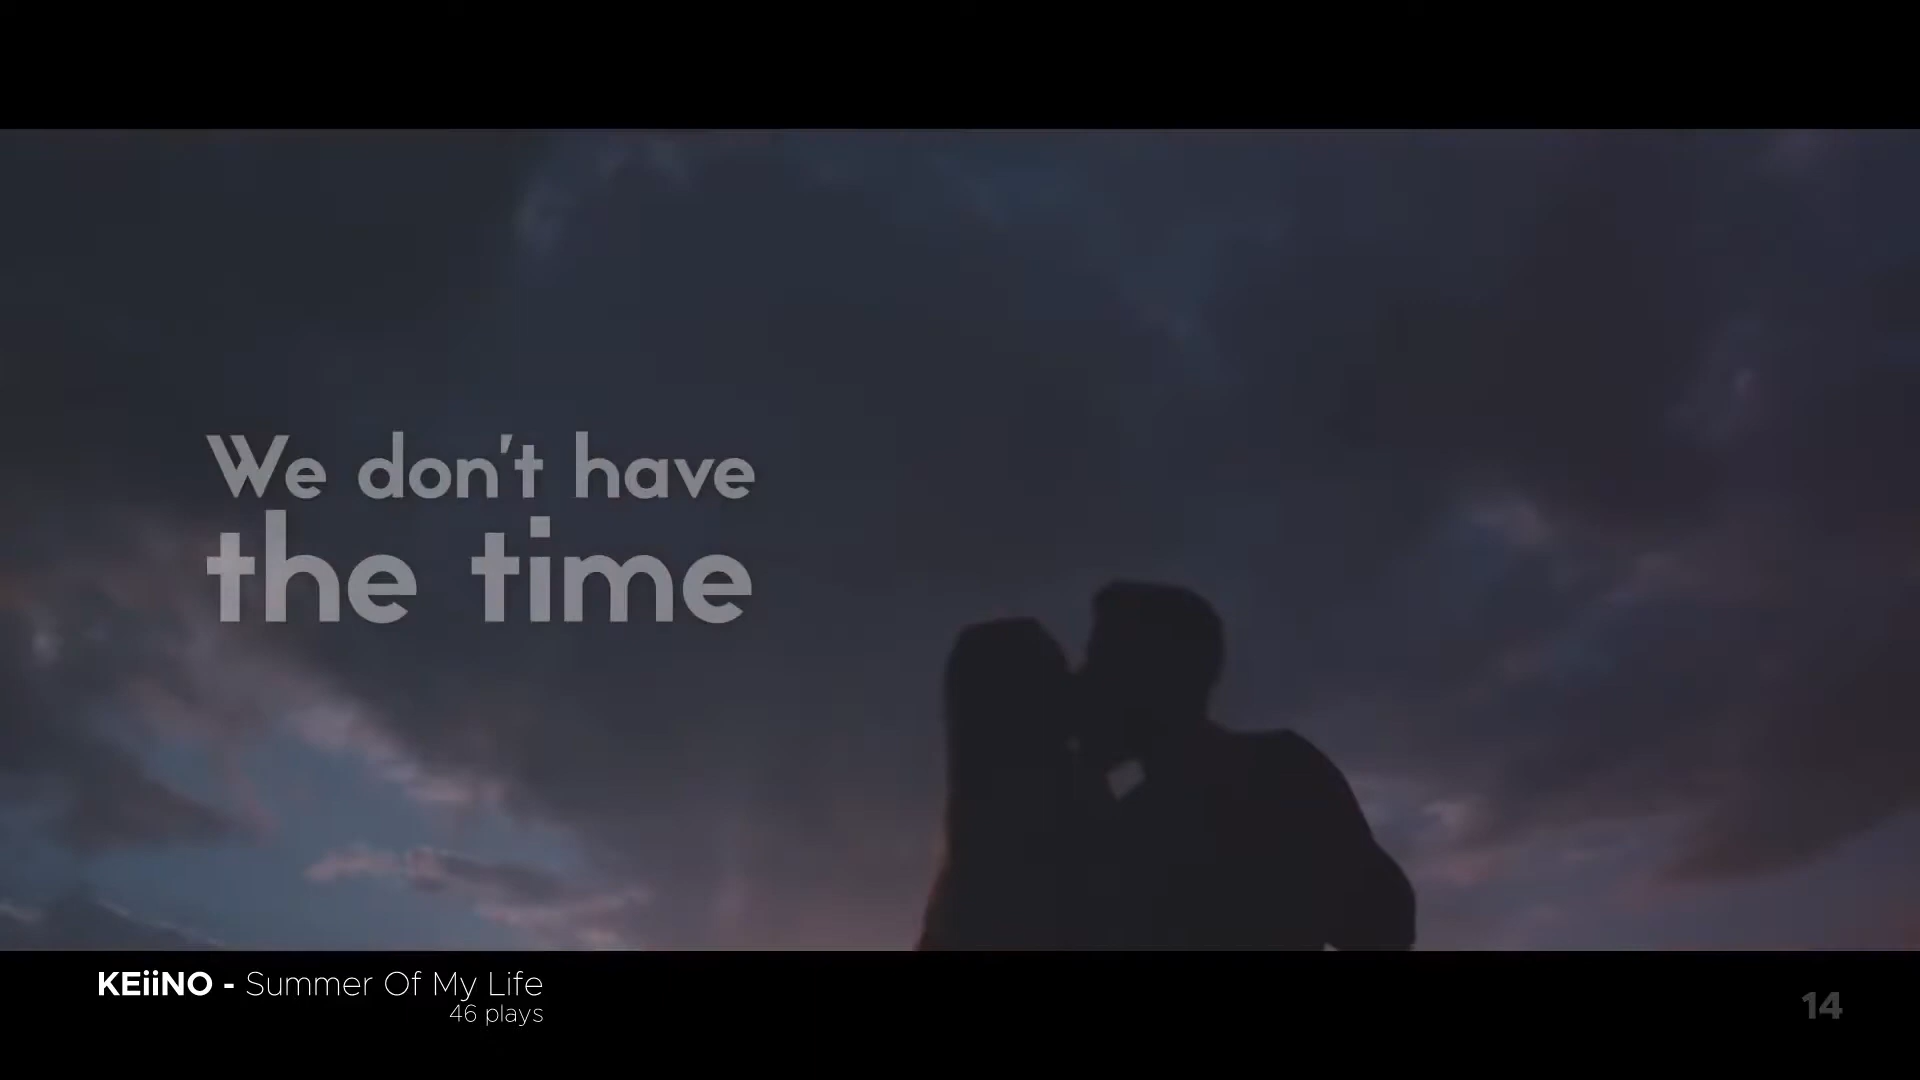 We don't have
the time
KEiiNO - Summer Of My Life
46 plays
14